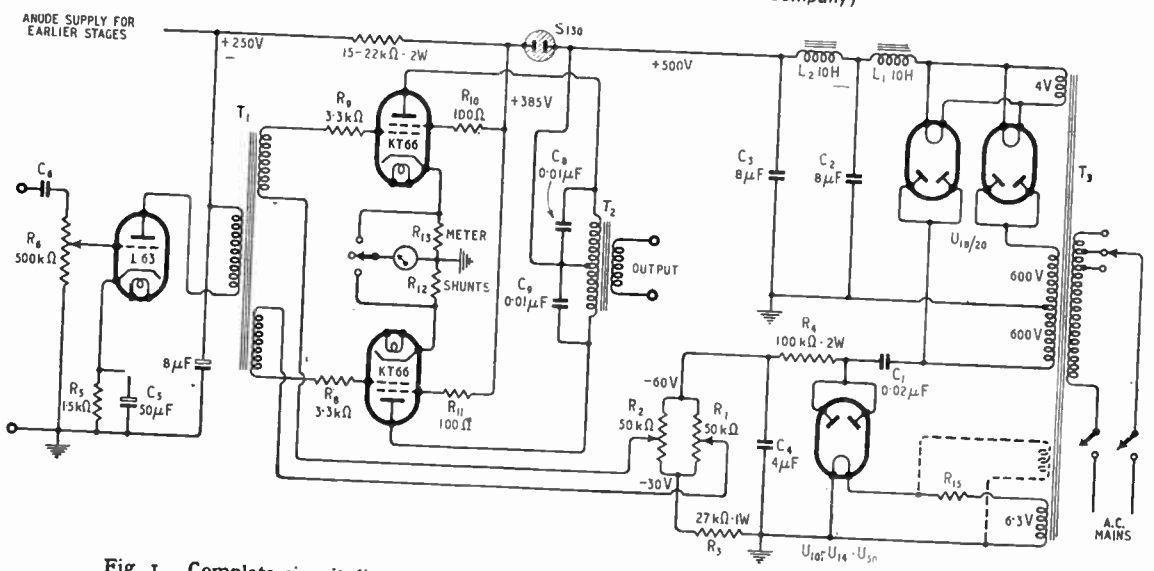 Company)
ANODE SUPPLY FOR
EARLIER STAGES
+250V
15-22kΩ·2W
S130
+500V
L2 10H
L1 10H
4V
T1
R9
3·3kΩ
KT66
R10
100Ω
+385V
C8
0·01μF
C3
8μF
C2
8μF
T3
C6
R6
500kΩ
L63
R13
METER
R12
SHUNTS
T2
OUTPUT
C9
0·01μF
U18/20
600V
600V
8μF
R5
1·5kΩ
C5
50μF
R8
3·3kΩ
KT66
R11
100Ω
R4
100kΩ·2W
C1
0·02μF
-60V
R2
50kΩ
R1
50kΩ
C4
4μF
-30V
27kΩ·1W
R3
R15
6·3V
A.C.
MAINS
Fig. 1. Complete circuit